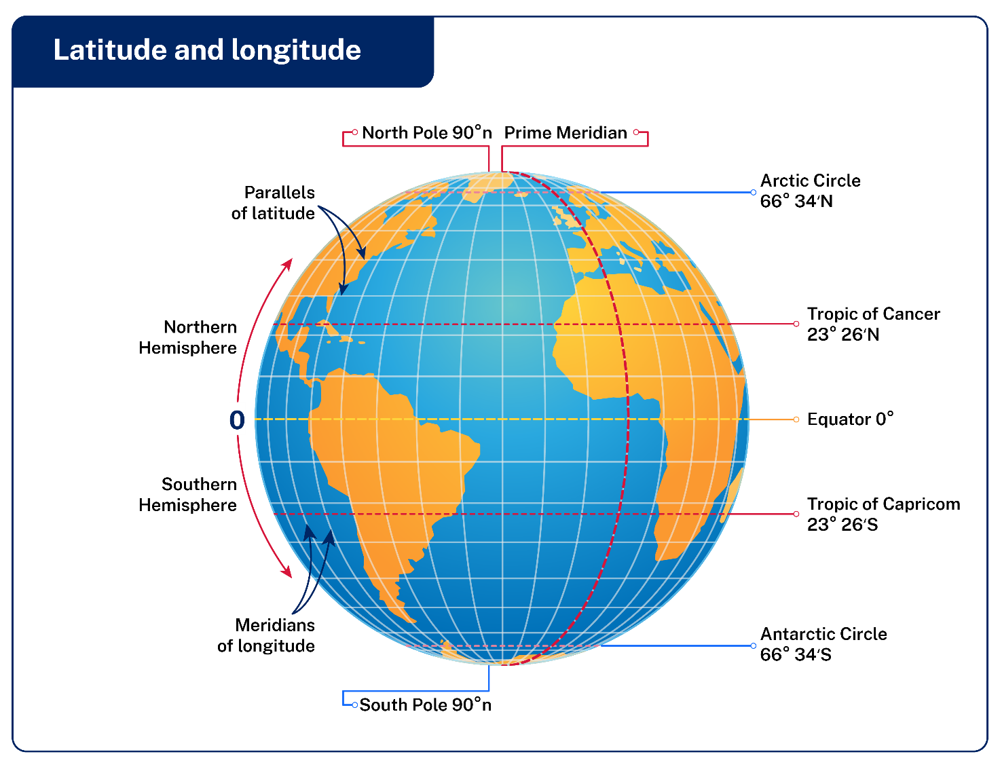 Latitude and longitude
North Pole 90°n
Prime Meridian
Parallels
of latitude
Arctic Circle
66° 34‘N
Northern
Hemisphere
Tropic of Cancer
23° 26‘N
0
Equator 0°
Southern
Hemisphere
Tropic of Capricom
23° 26‘S
Meridians
of longitude
Antarctic Circle
66° 34‘S
South Pole 90°n